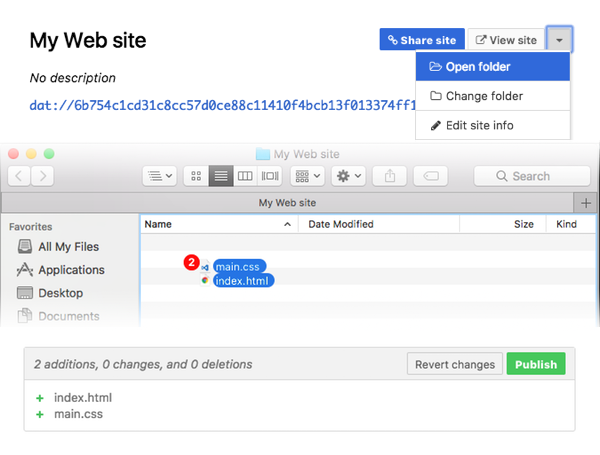 My Web site
Share site
View site
No description
Open folder
dat://6b754c1cd31c8cc57d0ce88c11410f4bcb13f013374ff1
Change folder
Edit site info
My Web site
Search
My Web site
Favorites
Name
Date Modified
Size
Kind
All My Files
Applications
Desktop
Documents
2
main.css
index.html
2 additions, 0 changes, and 0 deletions
Revert changes
Publish
+ index.html
+ main.css